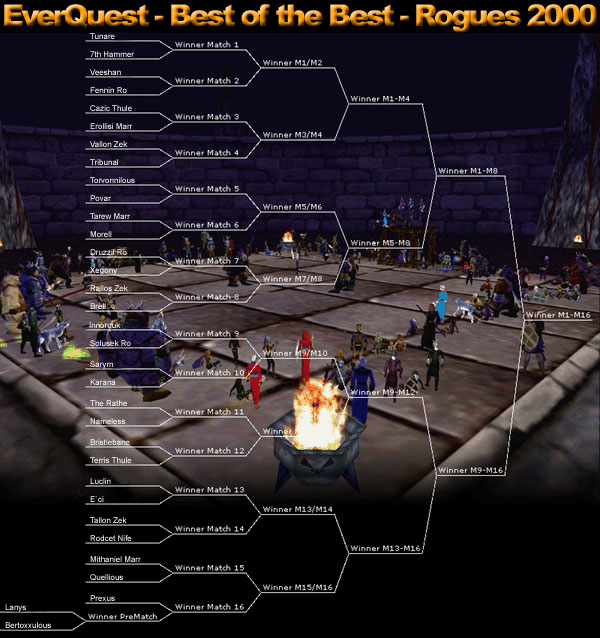 EverQuest - Best of the Best - Rogues 2000
Tunare
Winner Match 1
7th Hammer
Winner M1/M2
Veeshan
Winner Match 2
Fennin Ro
Winner M1-M4
Cazic Thule
Winner Match 3
Erollisi Marr
Winner M3/M4
Vallon Zek
Winner Match 4
Tribunal
Winner M1-M8
Torvonnilous
Winner Match 5
Povar
Winner M5/M6
Tarew Marr
Winner Match 6
Morell
Winner M5-M8
Druzzil Ro
Winner Match 7
Xegony
Winner M7/M8
Rallos Zek
Winner Match 8
Brell
Winner M1-M16
Innoruuk
Winner Match 9
Solusek Ro
Winner M9/M10
Saryrn
Winner Match 10
Karana
Winner M9-M12
The Rathe
Winner Match 11
Nameless
Winner
Bristlebane
Winner Match 12
Terris Thule
Winner M9-M16
Luclin
Winner Match 13
E`ci
Winner M13/M14
Tallon Zek
Winner Match 14
Rodcet Nife
Winner M13-M16
Mithaniel Marr
Winner Match 15
Quellious
Winner M15/M16
Prexus
Winner Match 16
Lanys
Winner PreMatch
Bertoxxulous